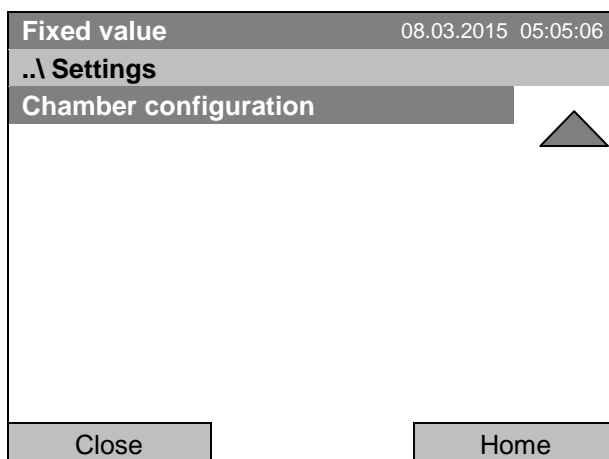 Fixed value 08.03.2015 05:05:06
..\ Settings
Chamber configuration
Close Home